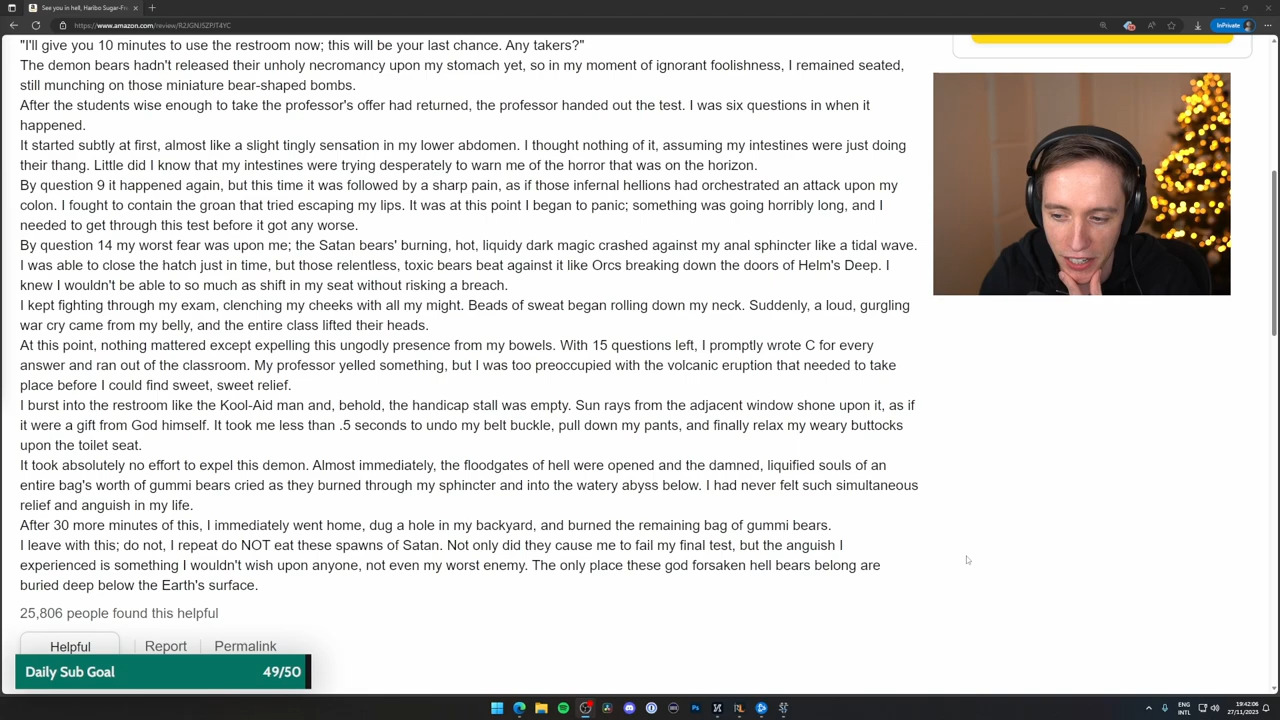 See you in hell, Haribo Sugar-Fre
https://www.amazon.com/review/R2JGNJ5ZPJT4YC
InPrivate
"I'll give you 10 minutes to use the restroom now; this will be your last chance. Any takers?"
The demon bears hadn't released their unholy necromancy upon my stomach yet, so in my moment of ignorant foolishness, I remained seated,
still munching on those miniature bear-shaped bombs.
After the students wise enough to take the professor's offer had returned, the professor handed out the test. I was six questions in when it
happened.
It started subtly at first, almost like a slight tingly sensation in my lower abdomen. I thought nothing of it, assuming my intestines were just doing
their thang. Little did I know that my intestines were trying desperately to warn me of the horror that was on the horizon.
By question 9 it happened again, but this time it was followed by a sharp pain, as if those infernal hellions had orchestrated an attack upon my
colon. I fought to contain the groan that tried escaping my lips. It was at this point I began to panic; something was going horribly long, and I
needed to get through this test before it got any worse.
By question 14 my worst fear was upon me; the Satan bears' burning, hot, liquidy dark magic crashed against my anal sphincter like a tidal wave.
I was able to close the hatch just in time, but those relentless, toxic bears beat against it like Orcs breaking down the doors of Helm's Deep. I
knew I wouldn't be able to so much as shift in my seat without risking a breach.
I kept fighting through my exam, clenching my cheeks with all my might. Beads of sweat began rolling down my neck. Suddenly, a loud, gurgling
war cry came from my belly, and the entire class lifted their heads.
At this point, nothing mattered except expelling this ungodly presence from my bowels. With 15 questions left, I promptly wrote C for every
answer and ran out of the classroom. My professor yelled something, but I was too preoccupied with the volcanic eruption that needed to take
place before I could find sweet, sweet relief.
I burst into the restroom like the Kool-Aid man and, behold, the handicap stall was empty. Sun rays from the adjacent window shone upon it, as if
it were a gift from God himself. It took me less than .5 seconds to undo my belt buckle, pull down my pants, and finally relax my weary buttocks
upon the toilet seat.
It took absolutely no effort to expel this demon. Almost immediately, the floodgates of hell were opened and the damned, liquified souls of an
entire bag's worth of gummi bears cried as they burned through my sphincter and into the watery abyss below. I had never felt such simultaneous
relief and anguish in my life.
After 30 more minutes of this, I immediately went home, dug a hole in my backyard, and burned the remaining bag of gummi bears.
I leave with this; do not, I repeat do NOT eat these spawns of Satan. Not only did they cause me to fail my final test, but the anguish I
experienced is something I wouldn't wish upon anyone, not even my worst enemy. The only place these god forsaken hell bears belong are
buried deep below the Earth's surface.
25,806 people found this helpful
Helpful
Report
Permalink
Daily Sub Goal 49/50
ENG
INTL
19:42:06
27/11/2023